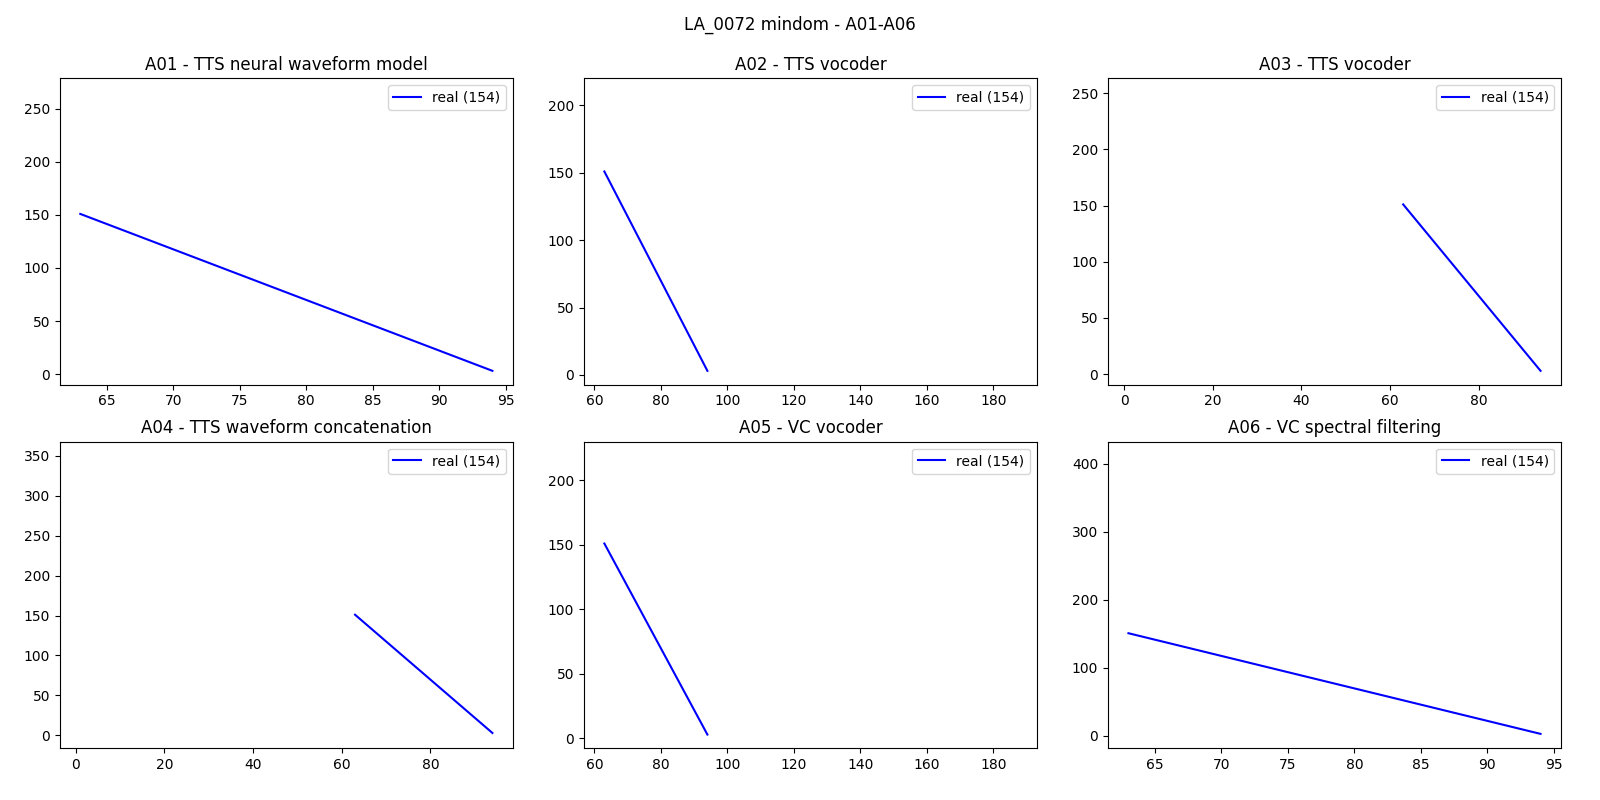 LA_0072 mindom - A01-A06
A01 - TTS neural waveform model
real (154)
250
200
150
100
50
0
65 70 75 80 85 90 95
A02 - TTS vocoder
real (154)
200
150
100
50
0
60 80 100 120 140 160 180
A03 - TTS vocoder
real (154)
250
200
150
100
50
0
0 20 40 60 80
A04 - TTS waveform concatenation
real (154)
350
300
250
200
150
100
50
0
0 20 40 60 80
A05 - VC vocoder
real (154)
200
150
100
50
0
60 80 100 120 140 160 180
A06 - VC spectral filtering
real (154)
400
300
200
100
0
65 70 75 80 85 90 95